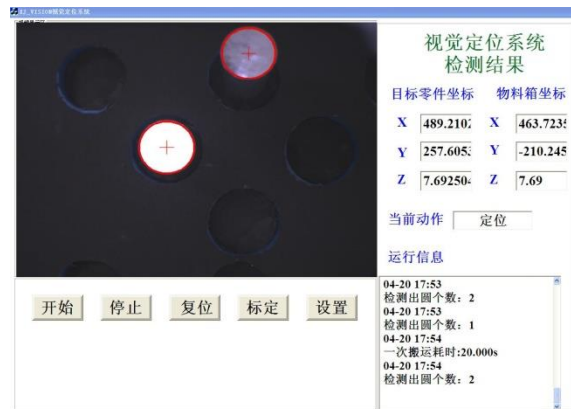 视觉定位系统
检测结果
目标零件坐标 物料箱坐标
X 489.2102 X 463.723
Y 257.605 Y -210.245
Z 7.69250 Z 7.69
当前动作 定位
运行信息
开始 停止 复位 标定 设置
04-20 17:53
检测出圆个数：2
04-20 17:53
检测出圆个数：1
04-20 17:54
一次搬运耗时:20.000s
04-20 17:54
检测出圆个数：2